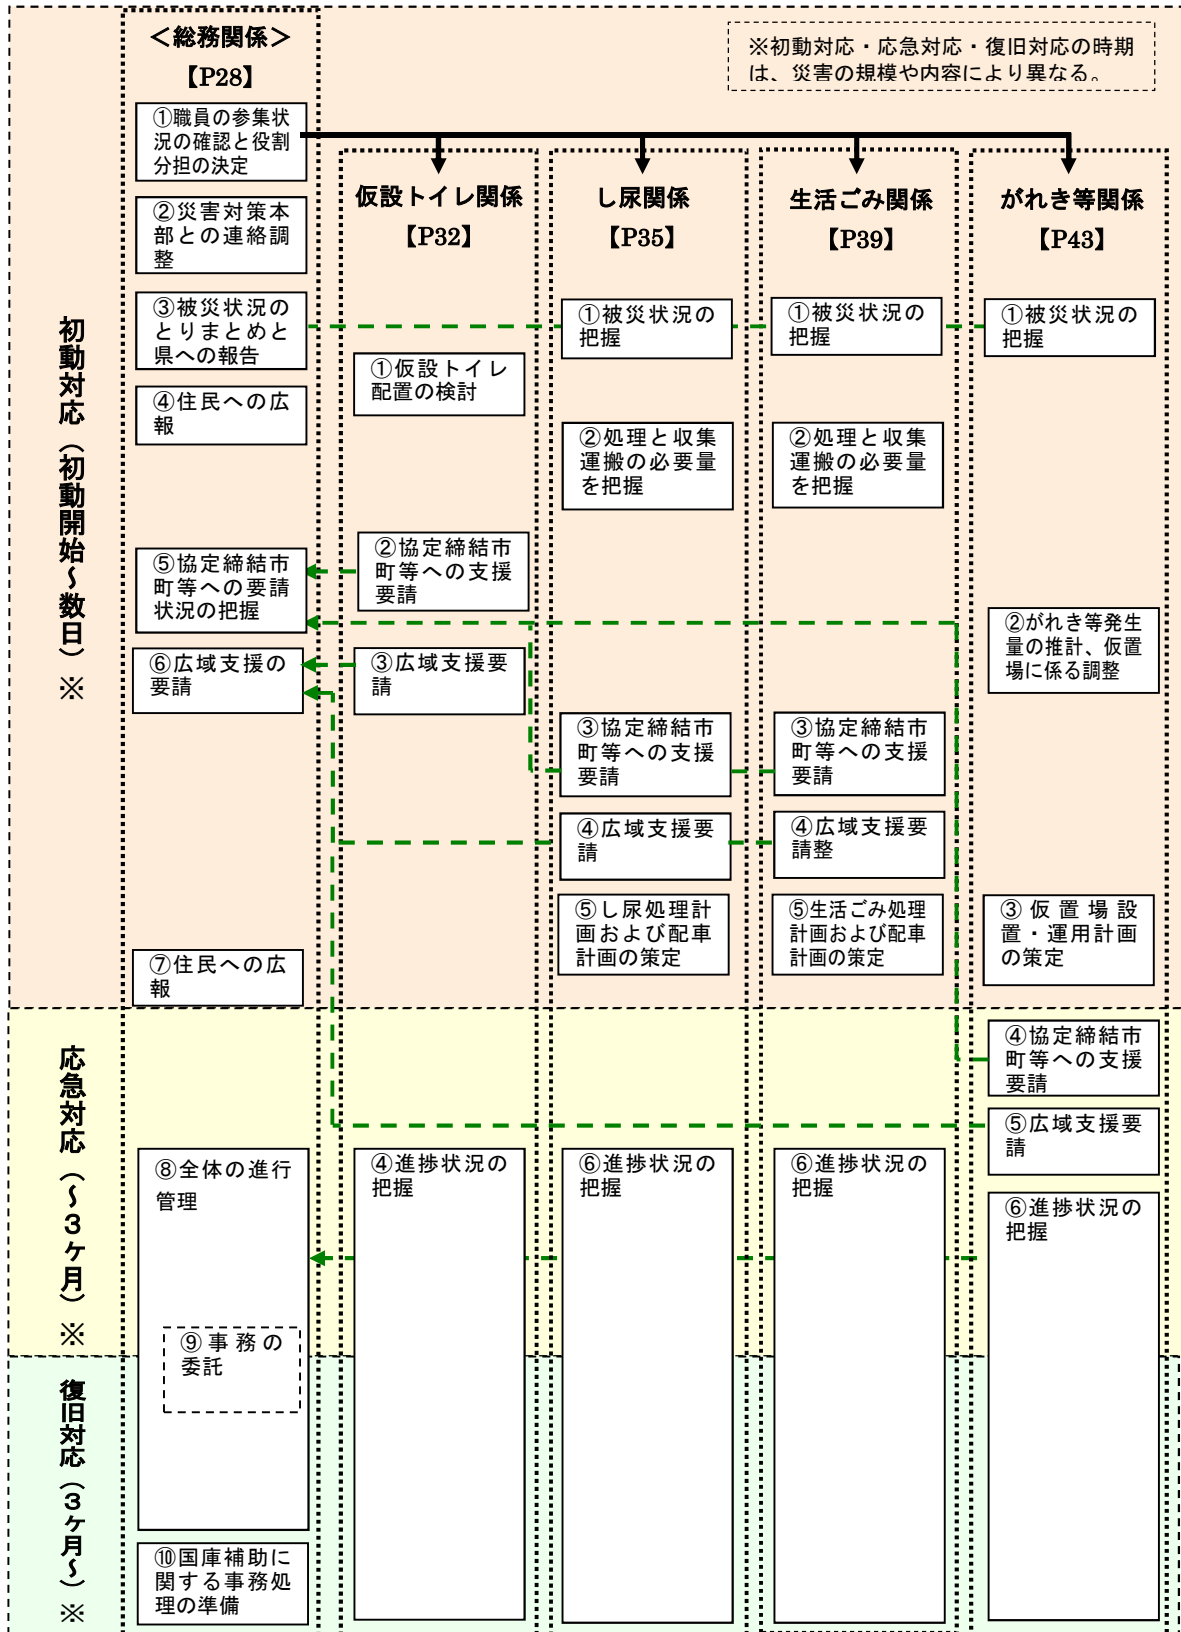 ＜総務関係＞
【P28】
※初動対応・応急対応・復旧対応の時期
は、災害の規模や内容により異なる。
①職員の参集状
況の確認と役割
分担の決定
②災害対策本
部との連絡調
整
③被災状況の
とりまとめと
県への報告
④住民への広
報
⑤協定締結市
町等への要請
状況の把握
⑥広域支援の
要請
⑦住民への広
報
⑧全体の進行
管理
⑨事務の
委託
⑩国庫補助に
関する事務処
理の準備
仮設トイレ関係
【P32】
①仮設トイレ
配置の検討
②協定締結市
町等への支援
要請
③広域支援要
請
④進捗状況の
把握
し尿関係
【P35】
①被災状況の
把握
②処理と収集
運搬の必要量
を把握
③協定締結市
町等への支援
要請
④広域支援要
請
⑤し尿処理計
画および配車
計画の策定
⑥進捗状況の
把握
生活ごみ関係
【P39】
①被災状況の
把握
②処理と収集
運搬の必要量
を把握
③協定締結市
町等への支援
要請
④広域支援要
請整
⑤生活ごみ処理
計画および配車
計画の策定
⑥進捗状況の
把握
がれき等関係
【P43】
①被災状況の
把握
②がれき等発生
量の推計、仮置
場に係る調整
③仮置場設
置・運用計画
の策定
④協定締結市
町等への支援
要請
⑤広域支援要
請
⑥進捗状況の
把握
初動対応（初動開始～数日）※
応急対応（～３ヶ月）※
復旧対応（３ヶ月～）※